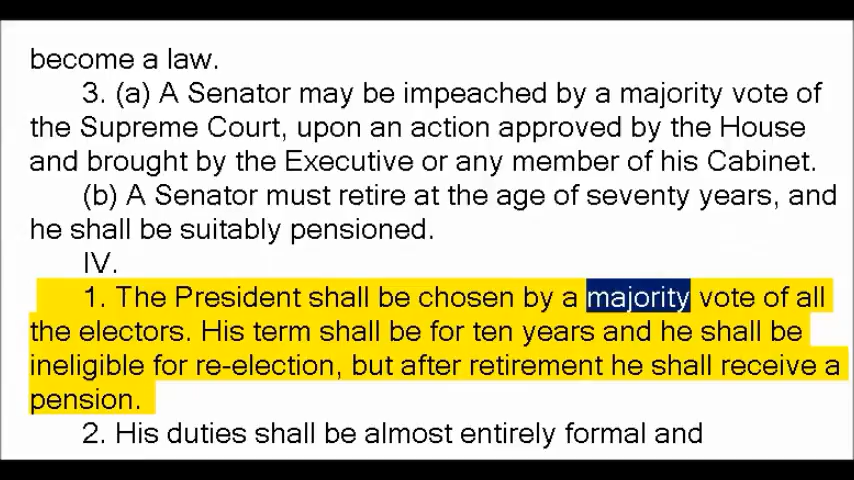 become a law.
3. (a) A Senator may be impeached by a majority vote of
the Supreme Court, upon an action approved by the House
and brought by the Executive or any member of his Cabinet.
(b) A Senator must retire at the age of seventy years, and
he shall be suitably pensioned.
IV.
1. The President shall be chosen by a majority vote of all
the electors. His term shall be for ten years and he shall be
ineligible for re-election, but after retirement he shall receive a
pension.
2. His duties shall be almost entirely formal and